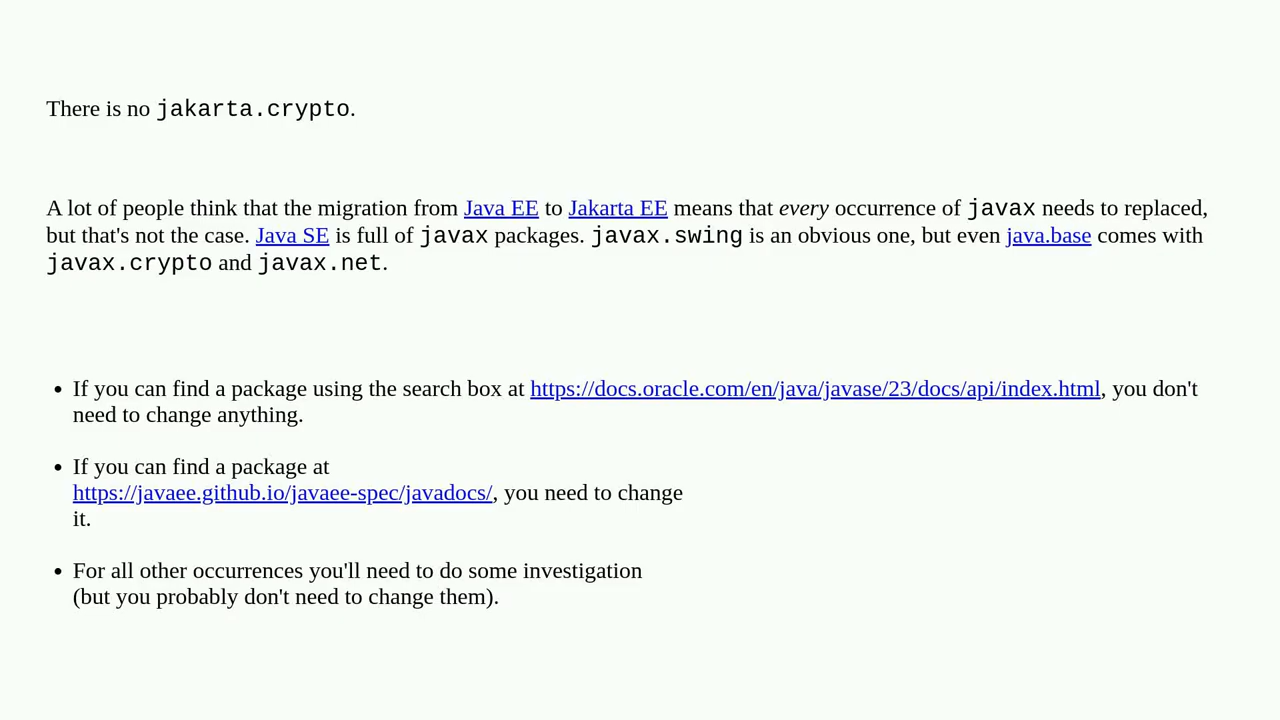 There is no jakarta.crypto.
A lot of people think that the migration from Java EE to Jakarta EE means that every occurrence of javax needs to replaced,
but that's not the case. Java SE is full of javax packages. javax.swing is an obvious one, but even java.base comes with
javax.crypto and javax.net.
• If you can find a package using the search box at https://docs.oracle.com/en/java/javase/23/docs/api/index.html, you don't
need to change anything.
• If you can find a package at
https://javaee.github.io/javaee-spec/javadocs/, you need to change
it.
• For all other occurrences you'll need to do some investigation
(but you probably don't need to change them).